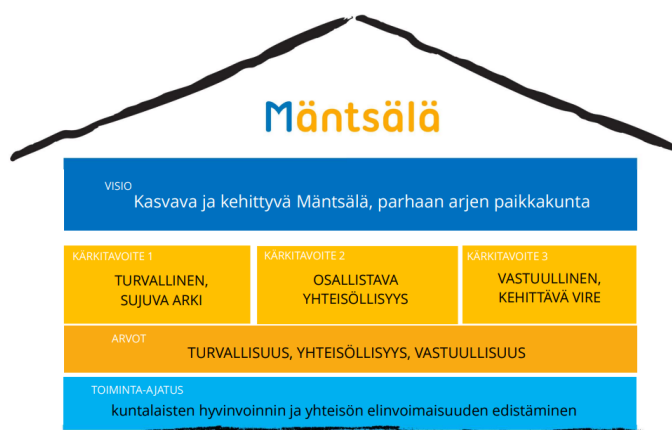 Mäntsälä
VISIO
Kasvava ja kehittyvä Mäntsälä, parhaan arjen paikkakunta
KÄRKITAVOITE 1
TURVALLINEN,
SUJUVA ARKI
KÄRKITAVOITE 2
OSALLISTAVA
YHTEISÖLLISYYS
KÄRKITAVOITE 3
VASTUULLINEN,
KEHITTÄVÄ VIRE
ARVOT
TURVALLISUUS, YHTEISÖLLISYYS, VASTUULLISUUS
TOIMINTA-AJATUS
kuntalaisten hyvinvoinnin ja yhteisön elinvoimaisuuden edistäminen